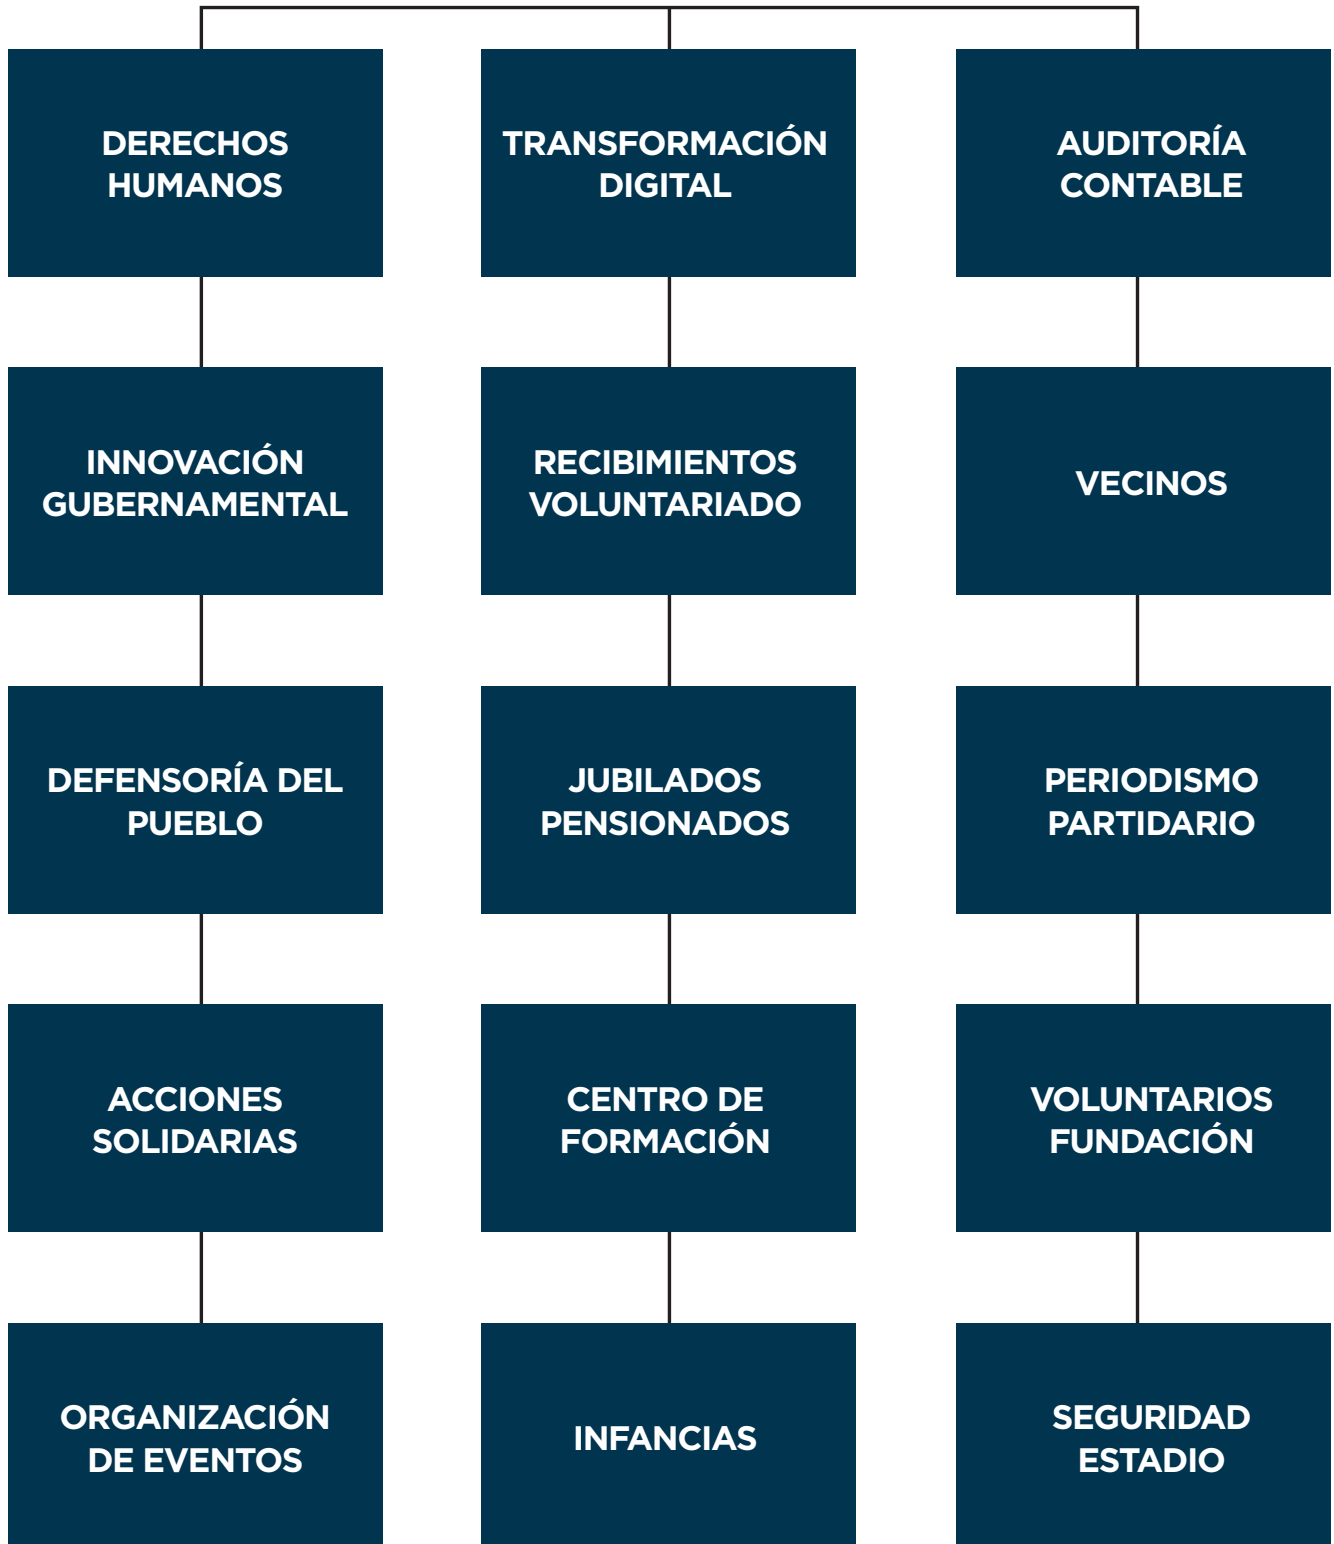 DERECHOS
HUMANOS
TRANSFORMACIÓN
DIGITAL
AUDITORÍA
CONTABLE
INNOVACIÓN
GUBERNAMENTAL
RECIBIMIENTOS
VOLUNTARIADO
VECINOS
DEFENSORÍA DEL
PUEBLO
JUBILADOS
PENSIONADOS
PERIODISMO
PARTIDARIO
ACCIONES
SOLIDARIAS
CENTRO DE
FORMACIÓN
VOLUNTARIOS
FUNDACIÓN
ORGANIZACIÓN
DE EVENTOS
INFANCIAS
SEGURIDAD
ESTADIO